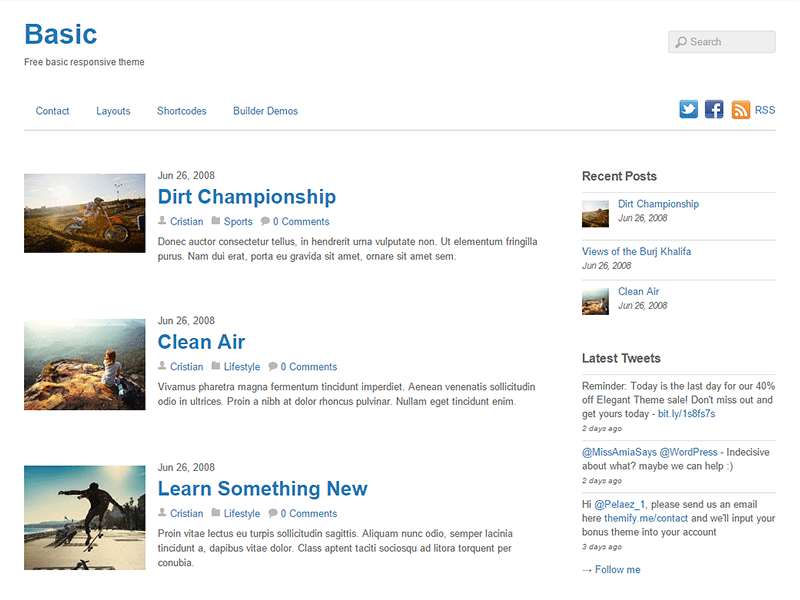 Basic
Free basic responsive theme
Search
Contact Layouts Shortcodes Builder Demos
RSS
Jun 26, 2008
Dirt Championship
Cristian Sports 0 Comments
Donec auctor consectetur tellus, in hendrerit urna vulputate non. Ut elementum fringilla
purus. Nam dui erat, porta eu gravida sit amet, ornare sit amet sem.
Jun 26, 2008
Clean Air
Cristian Lifestyle 0 Comments
Vivamus pharetra magna fermentum tincidunt imperdiet. Aenean venenatis sollicitudin
odio in ultrices. Proin a nibh at dolor rhoncus pulvinar. Nullam eget tincidunt enim.
Jun 26, 2008
Learn Something New
Cristian Lifestyle 0 Comments
Proin vitae lectus eu turpis sollicitudin sagittis. Aliquam nunc odio, semper lacinia
tincidunt a, dapibus vitae dolor. Class aptent taciti sociosqu ad litora torquent per
conubia.
Recent Posts
Dirt Championship
Jun 26, 2008
Views of the Burj Khalifa
Jun 26, 2008
Clean Air
Jun 26, 2008
Latest Tweets
Reminder: Today is the last day for our 40%
off Elegant Theme sale! Don't miss out and
get yours today - bit.ly/1s8fs7s
2 days ago
@MissAmiaSays @WordPress - Indecisive
about what? maybe we can help :)
2 days ago
Hi @Pelaez_1, please send us an email
here themify.me/contact and we'll input your
bonus theme into your account
3 days ago
→ Follow me